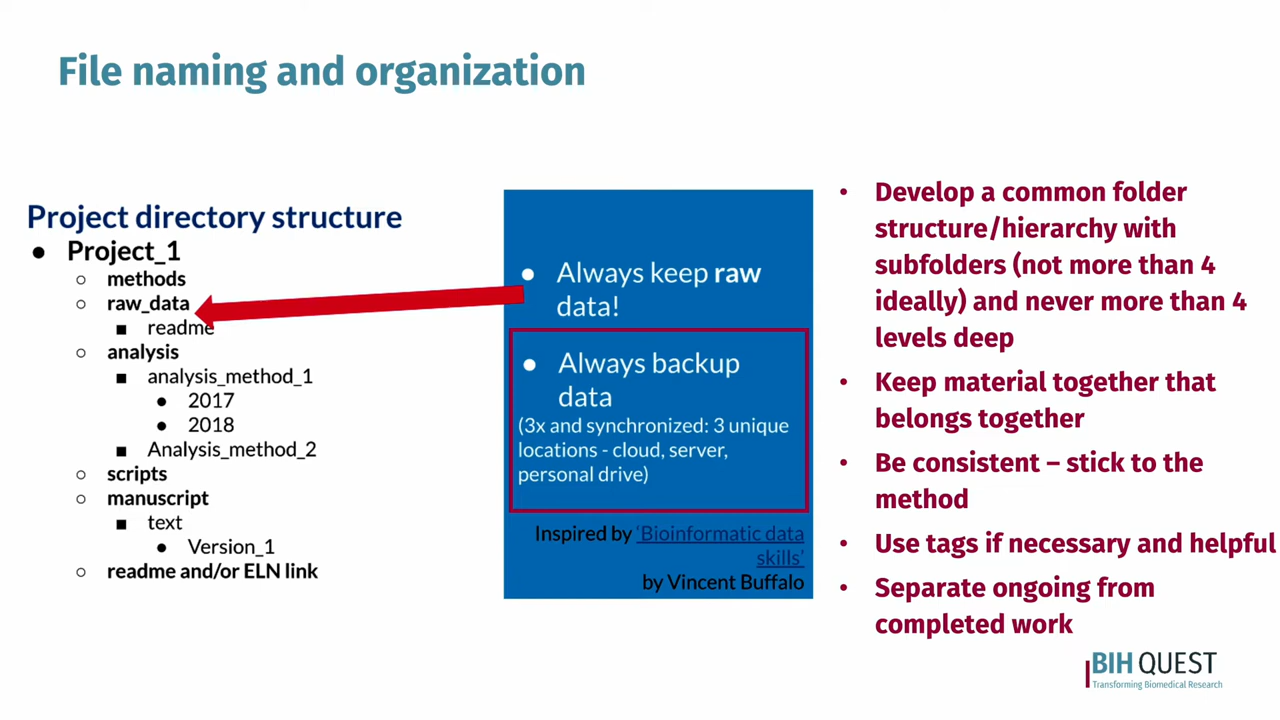 File naming and organization
Project directory structure
● Project_1
○ methods
○ raw_data
■ readme
○ analysis
■ analysis_method_1
● 2017
● 2018
■ Analysis_method_2
○ scripts
○ manuscript
■ text
● Version_1
○ readme and/or ELN link
● Always keep raw
data!
● Always backup
data
(3x and synchronized: 3 unique
locations - cloud, server,
personal drive)
Inspired by ‘Bioinformatic data
skills’
by Vincent Buffalo
• Develop a common folder
structure/hierarchy with
subfolders (not more than 4
ideally) and never more than 4
levels deep
• Keep material together that
belongs together
• Be consistent – stick to the
method
• Use tags if necessary and helpful
• Separate ongoing from
completed work
BIH QUEST
Transforming Biomedical Research